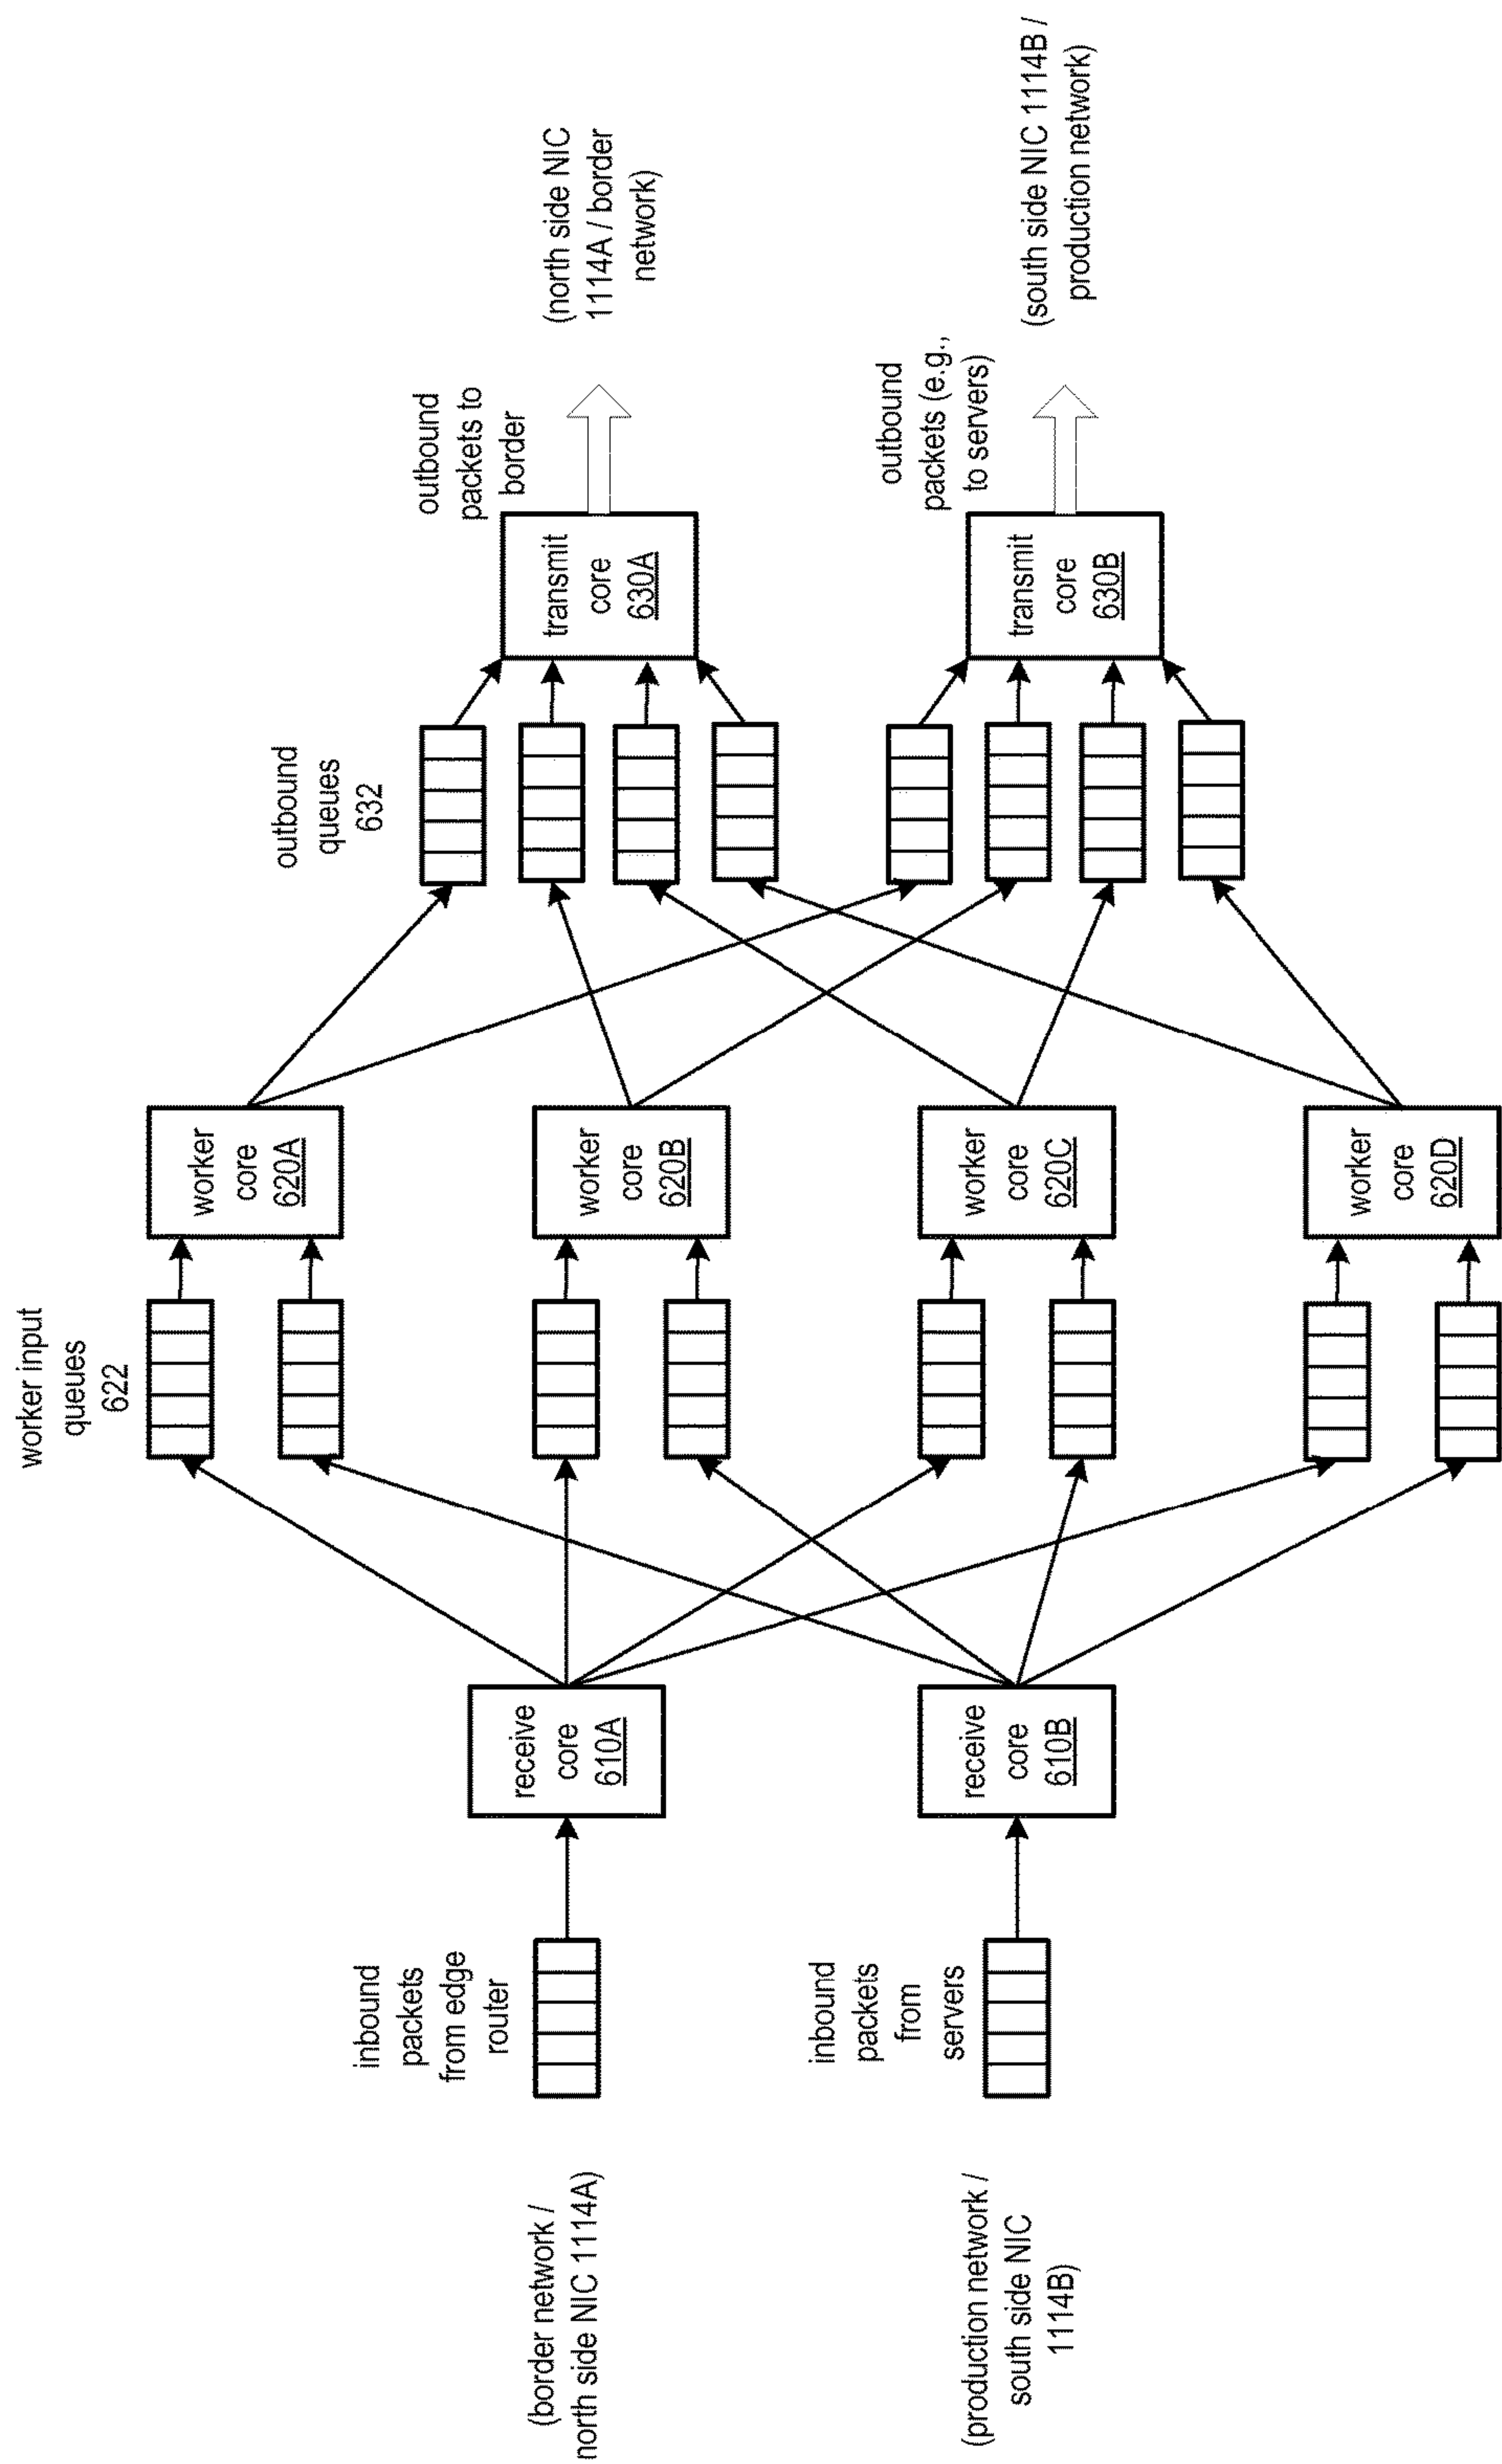 (border network /
north side NIC 1114A)
(production network /
south side NIC
1114B)
inbound
packets
from edge
router
inbound
packets
from
servers
receive
core
610A
receive
core
610B
worker input
queues
622
worker
core
620A
worker
core
620B
worker
core
620C
worker
core
620D
outbound
queues
632
transmit
core
630A
transmit
core
630B
outbound
packets to
border
outbound
packets (e.g.,
to servers)
(north side NIC
1114A / border
network)
(south side NIC 1114B /
production network)